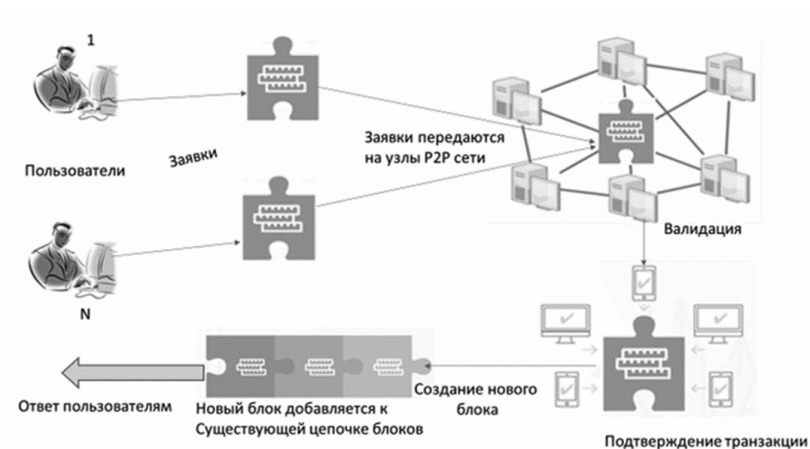 1
Пользователи
Заявки
Заявки передаются
на узлы P2P сети
Валидация
N
Ответ пользователям
Новый блок добавляется к
Существующей цепочке блоков
Создание нового
блока
Подтверждение транзакции